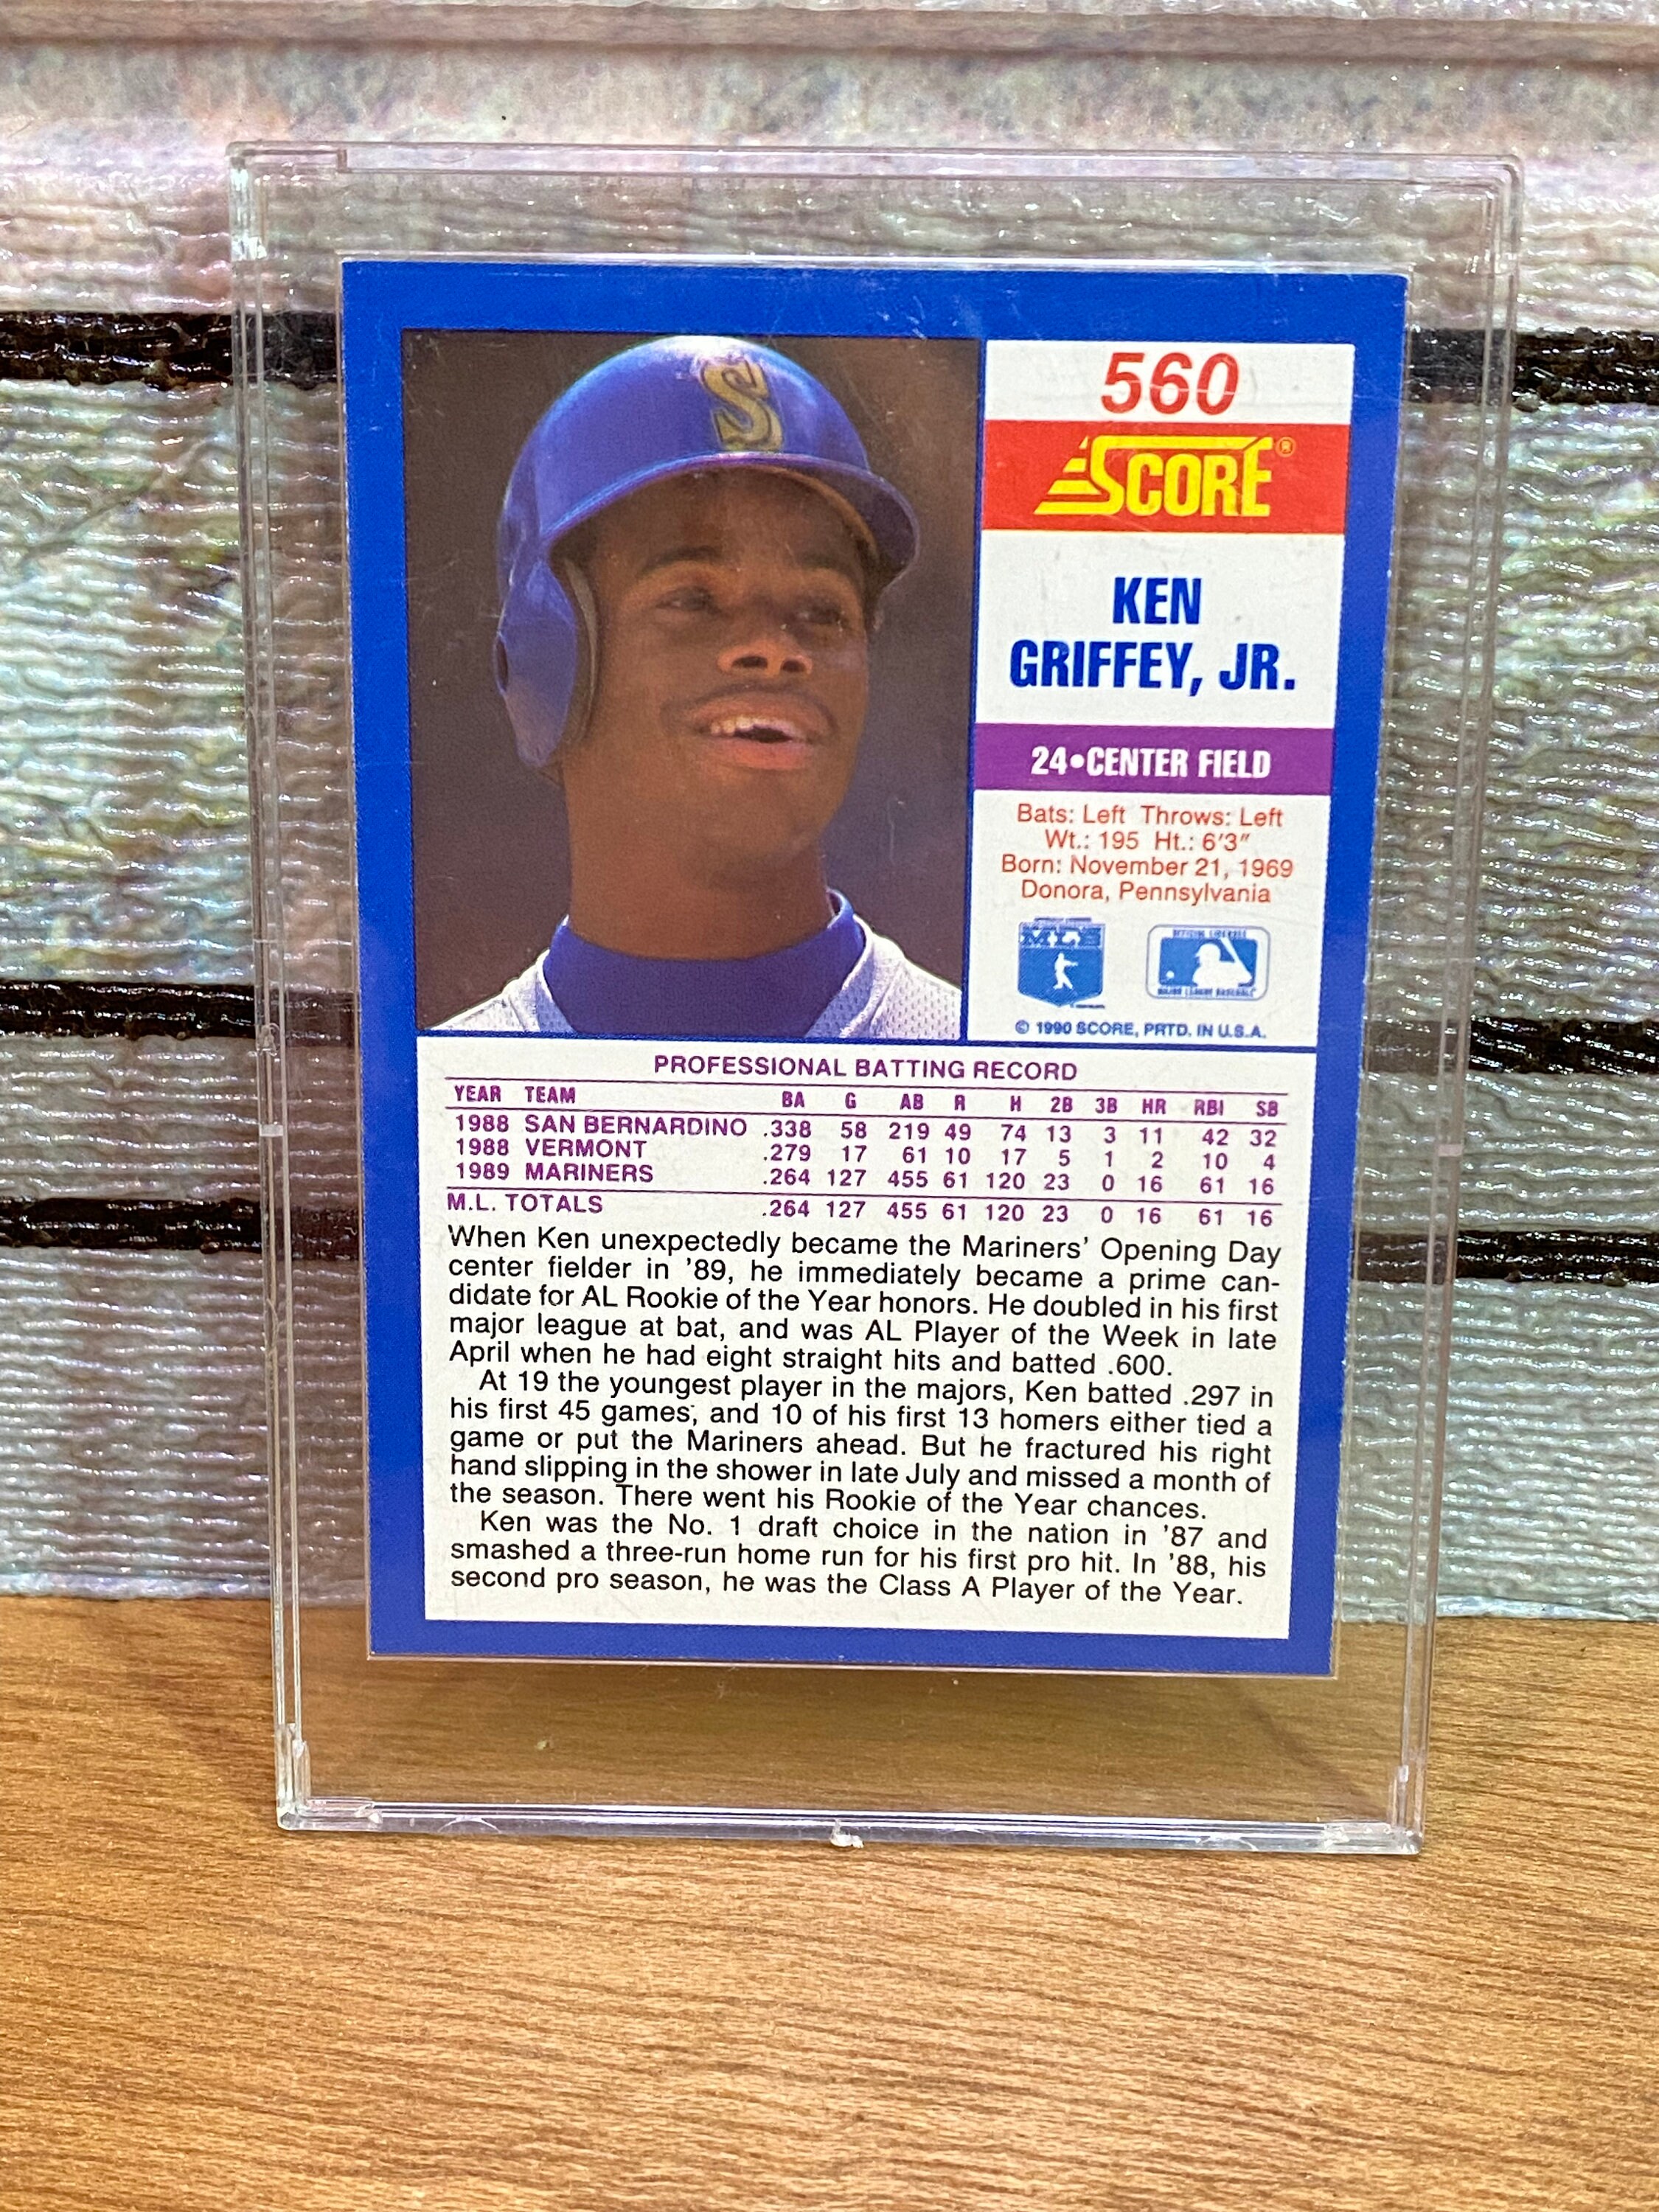 S
560
SCORE®
KEN
GRIFFEY, JR.
24•CENTER FIELD
Bats: Left Throws: Left
Wt.: 195 Ht.: 6'3"
Born: November 21, 1969
Donora, Pennsylvania
OFFICIAL LICENSEE
MAJOR LEAGUE BASEBALL
© 1990 SCORE, PRTD. IN U.S.A.
PROFESSIONAL BATTING RECORD
YEAR TEAM BA G AB R H 2B 3B HR RBI SB
1988 SAN BERNARDINO .338 58 219 49 74 13 3 11 42 32
1988 VERMONT .279 17 61 10 17 5 1 2 10 4
1989 MARINERS .264 127 455 61 120 23 0 16 61 16
M.L. TOTALS .264 127 455 61 120 23 0 16 61 16
When Ken unexpectedly became the Mariners' Opening Day
center fielder in '89, he immediately became a prime can-
didate for AL Rookie of the Year honors. He doubled in his first
major league at bat, and was AL Player of the Week in late
April when he had eight straight hits and batted .600.
At 19 the youngest player in the majors, Ken batted .297 in
his first 45 games, and 10 of his first 13 homers either tied a
game or put the Mariners ahead. But he fractured his right
hand slipping in the shower in late July and missed a month of
the season. There went his Rookie of the Year chances.
Ken was the No. 1 draft choice in the nation in '87 and
smashed a three-run home run for his first pro hit. In '88, his
second pro season, he was the Class A Player of the Year.